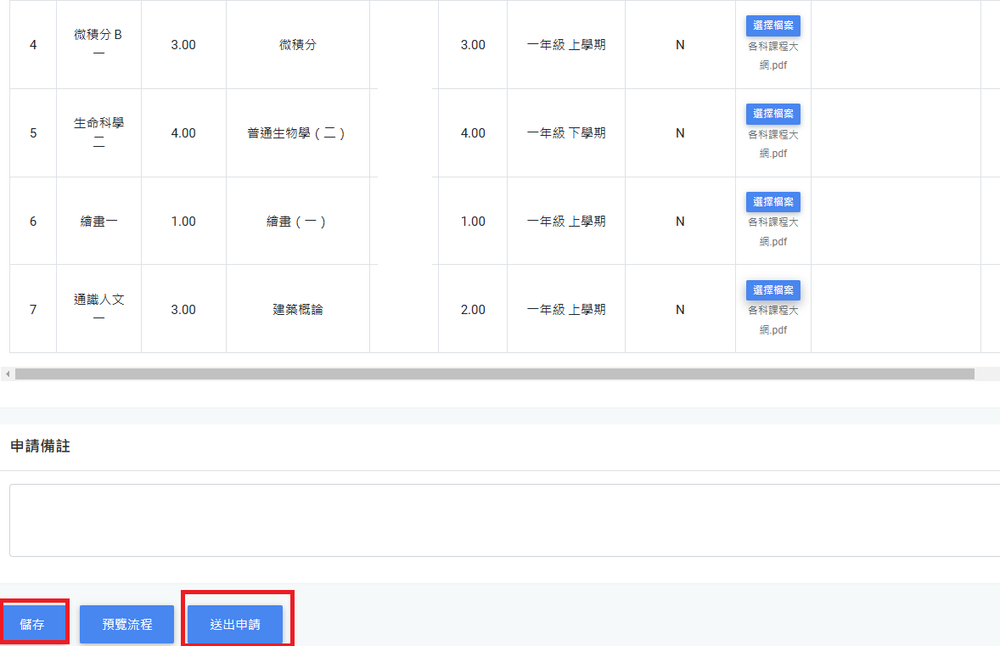 選擇檔案
4 微積分B 一 3.00 微積分 3.00 一年級 上學期 N 各科課程大
綱.pdf
選擇檔案
5 生命科學 二 4.00 普通生物學（二） 4.00 一年級 下學期 N 各科課程大
綱.pdf
選擇檔案
6 繪畫一 1.00 繪畫（一） 1.00 一年級 上學期 N 各科課程大
綱.pdf
選擇檔案
7 通識人文 一 3.00 建築概論 2.00 一年級 上學期 N 各科課程大
綱.pdf
申請備註
儲存 預覽流程 送出申請